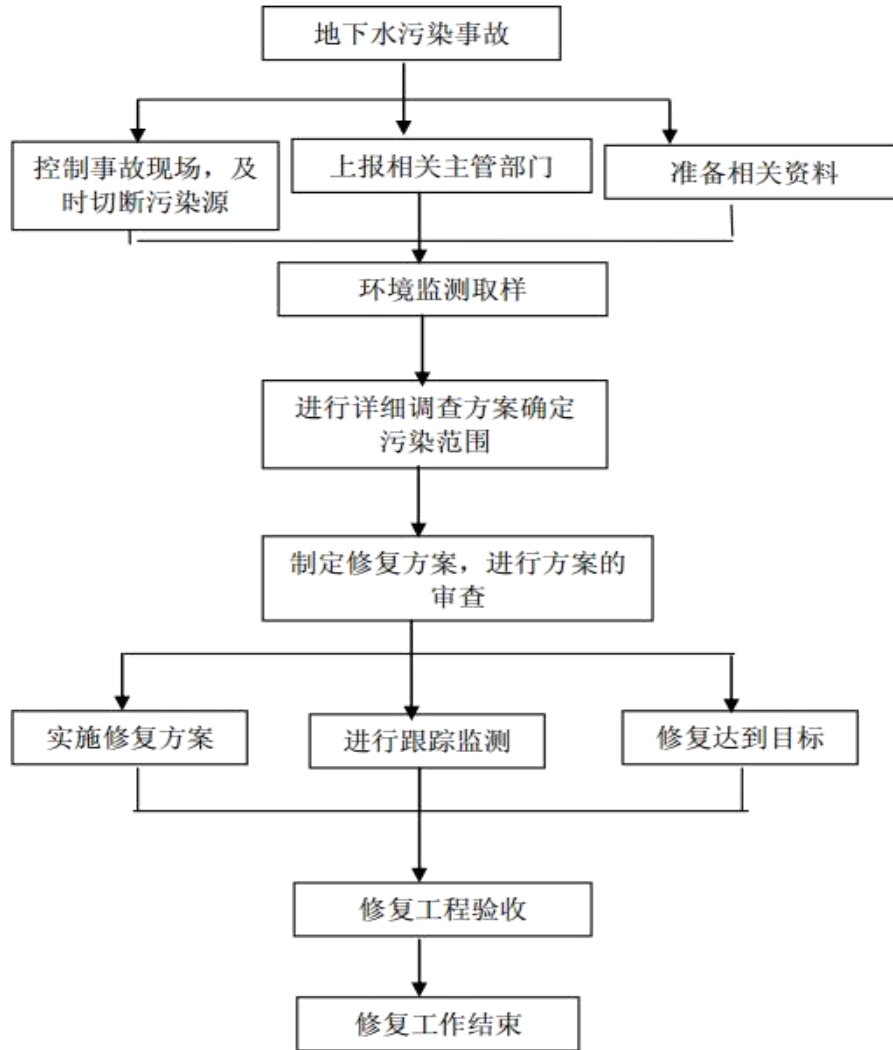 地下水污染事故
控制事故现场，及
时切断污染源
上报相关主管部门
准备相关资料
环境监测取样
进行详细调查方案确定
污染范围
制定修复方案，进行方案的
审查
实施修复方案
进行跟踪监测
修复达到目标
修复工程验收
修复工作结束